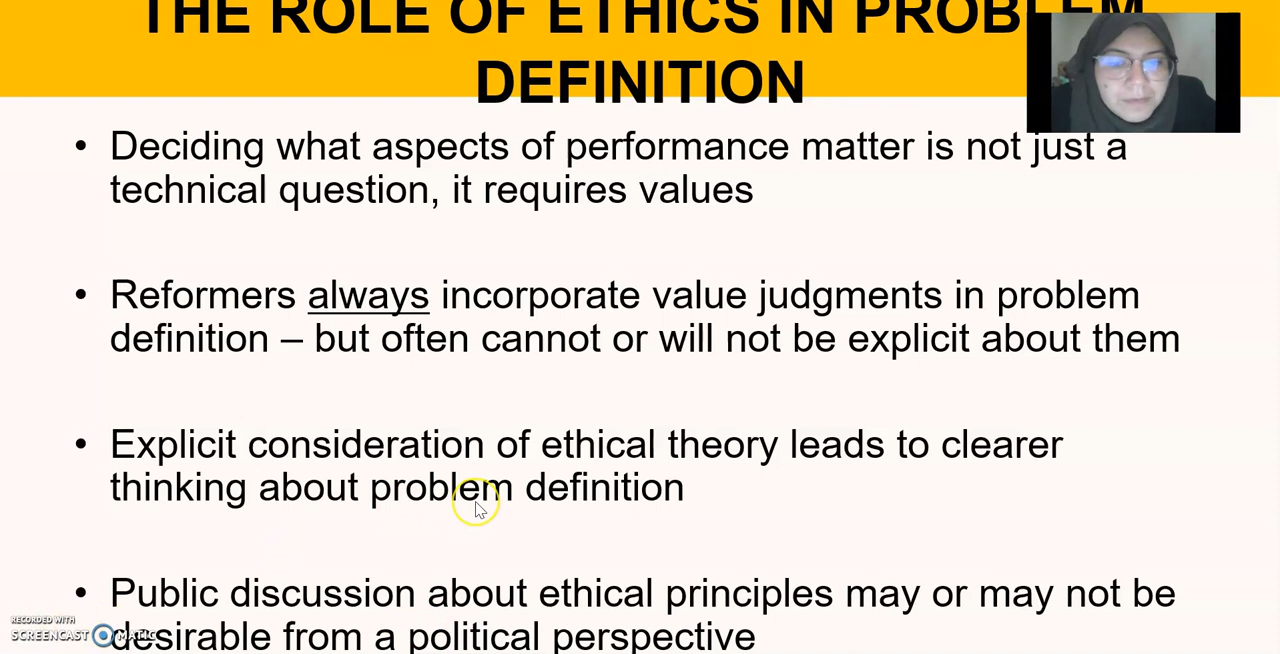 THE ROLE OF ETHICS IN PROBLEM
DEFINITION
• Deciding what aspects of performance matter is not just a
technical question, it requires values
• Reformers always incorporate value judgments in problem
definition – but often cannot or will not be explicit about them
• Explicit consideration of ethical theory leads to clearer
thinking about problem definition
• Public discussion about ethical principles may or may not be
desirable from a political perspective
RECORDED WITH
SCREENCAST MATIC